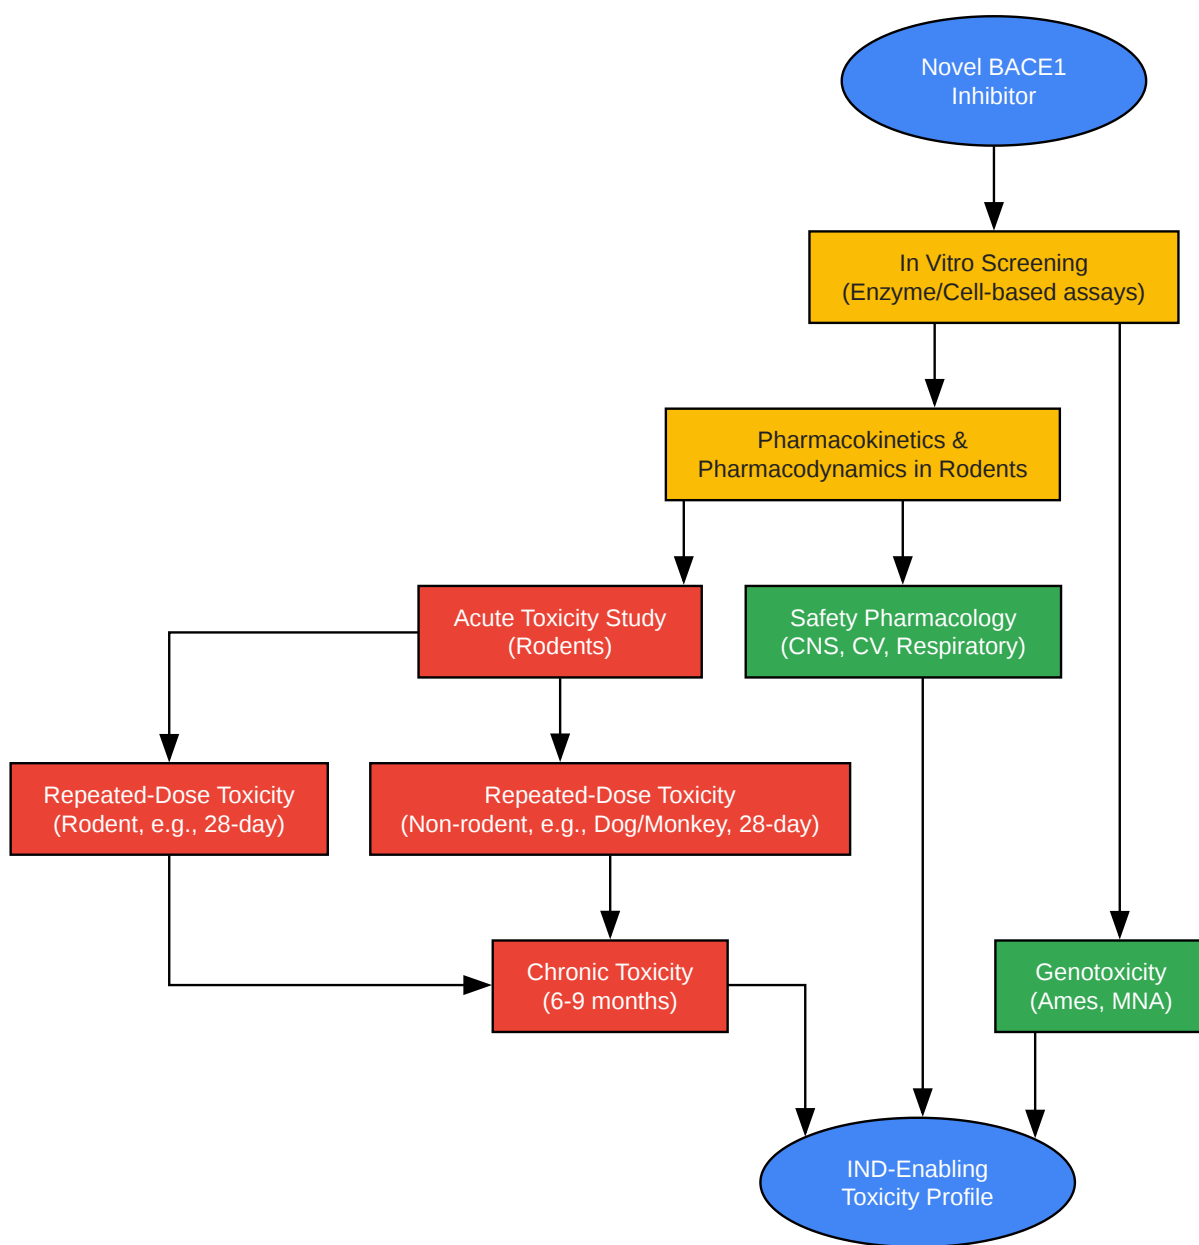 Novel BACE1
Inhibitor
In Vitro Screening
(Enzyme/Cell-based assays)
Pharmacokinetics &
Pharmacodynamics in Rodents
Acute Toxicity Study
(Rodents)
Safety Pharmacology
(CNS, CV, Respiratory)
Repeated-Dose Toxicity
(Rodent, e.g., 28-day)
Repeated-Dose Toxicity
(Non-rodent, e.g., Dog/Monkey, 28-day)
Chronic Toxicity
(6-9 months)
Genotoxicity
(Ames, MNA)
IND-Enabling
Toxicity Profile